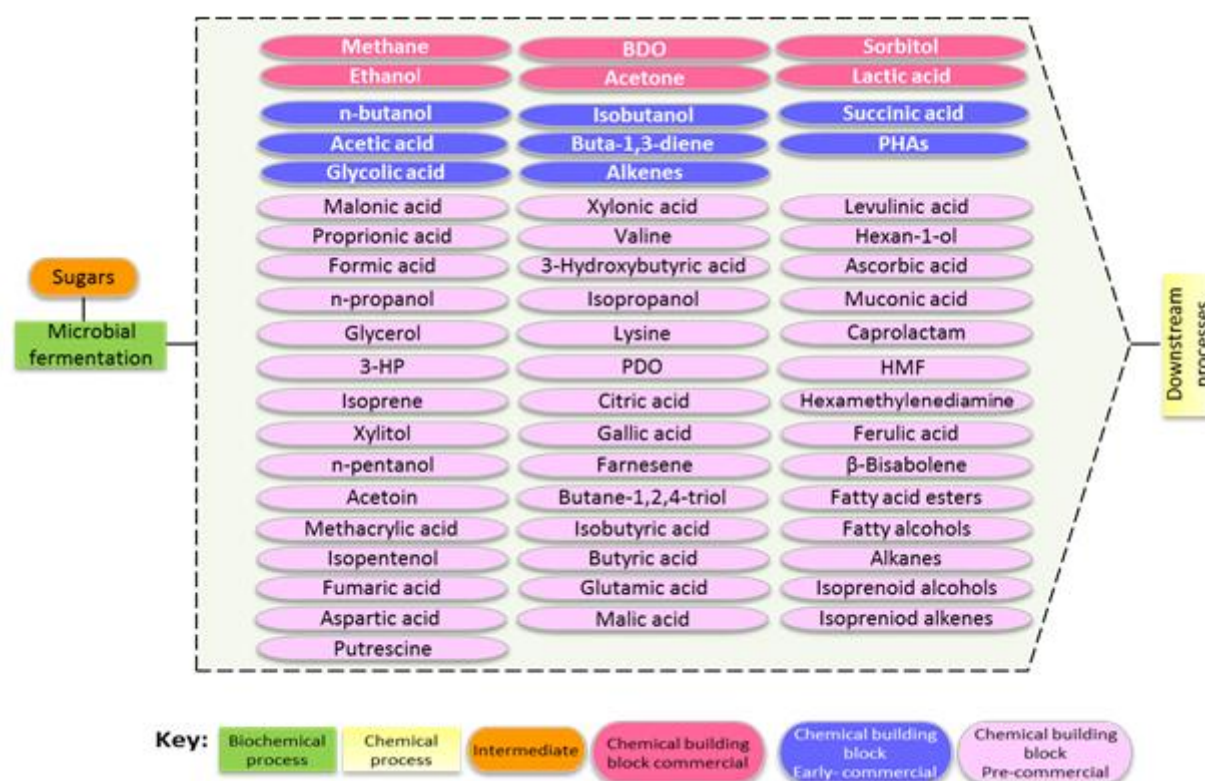 Methane BDO Sorbitol
Ethanol Acetone Lactic acid
n-butanol Isobutanol Succinic acid
Acetic acid Buta-1,3-diene PHAs
Glycolic acid Alkenes
Malonic acid Xylonic acid Levulinic acid
Proprionic acid Valine Hexan-1-ol
Formic acid 3-Hydroxybutyric acid Ascorbic acid
n-propanol Isopropanol Muconic acid
Glycerol Lysine Caprolactam
3-HP PDO HMF
Isoprene Citric acid Hexamethylenediamine
Xylitol Gallic acid Ferulic acid
n-pentanol Farnesene β-Bisabolene
Acetoin Butane-1,2,4-triol Fatty acid esters
Methacrylic acid Isobutyric acid Fatty alcohols
Isopentenol Butyric acid Alkanes
Fumaric acid Glutamic acid Isoprenoid alcohols
Aspartic acid Malic acid Isopreniod alkenes
Putrescine
Sugars
Microbial
fermentation
Downstream
processes
Key:
Biochemical
process
Chemical
process
Intermediate
Chemical building
block commercial
Chemical building
block
Early- commercial
Chemical building
block
Pre-commercial